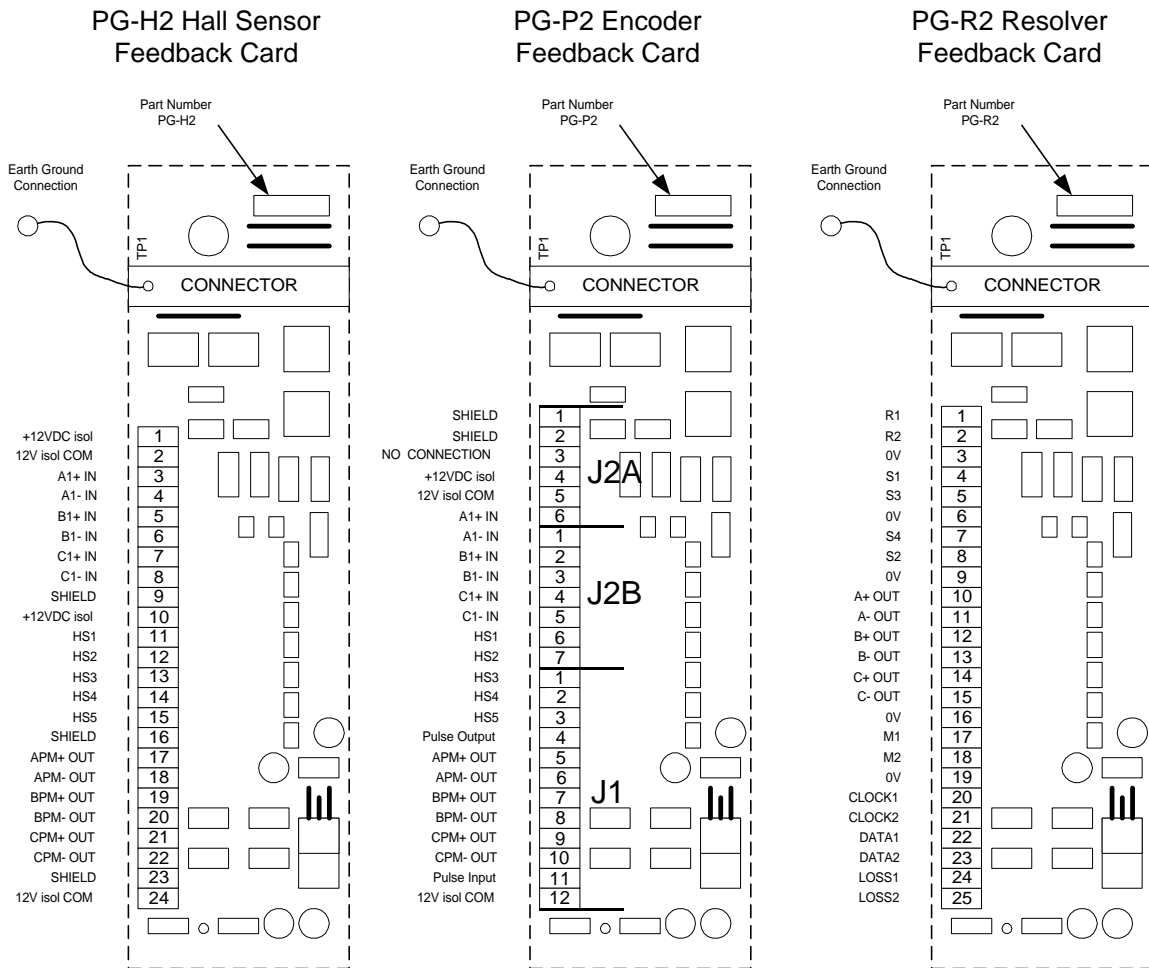 PG-H2 Hall Sensor
Feedback Card
Part Number
PG-H2
Earth Ground
Connection
TP1
CONNECTOR
+12VDC isol 1
12V isol COM 2
A1+ IN 3
A1- IN 4
B1+ IN 5
B1- IN 6
C1+ IN 7
C1- IN 8
SHIELD 9
+12VDC isol 10
HS1 11
HS2 12
HS3 13
HS4 14
HS5 15
SHIELD 16
APM+ OUT 17
APM- OUT 18
BPM+ OUT 19
BPM- OUT 20
CPM+ OUT 21
CPM- OUT 22
SHIELD 23
12V isol COM 24
PG-P2 Encoder
Feedback Card
Part Number
PG-P2
Earth Ground
Connection
TP1
CONNECTOR
SHIELD 1
SHIELD 2
NO CONNECTION 3
+12VDC isol 4
12V isol COM 5
A1+ IN 6
J2A
A1- IN 1
B1+ IN 2
B1- IN 3
C1+ IN 4
C1- IN 5
HS1 6
HS2 7
J2B
HS3 1
HS4 2
HS5 3
Pulse Output 4
APM+ OUT 5
APM- OUT 6
BPM+ OUT 7
BPM- OUT 8
CPM+ OUT 9
CPM- OUT 10
Pulse Input 11
12V isol COM 12
J1
PG-R2 Resolver
Feedback Card
Part Number
PG-R2
Earth Ground
Connection
TP1
CONNECTOR
R1 1
R2 2
0V 3
S1 4
S3 5
0V 6
S4 7
S2 8
0V 9
A+ OUT 10
A- OUT 11
B+ OUT 12
B- OUT 13
C+ OUT 14
C- OUT 15
0V 16
M1 17
M2 18
0V 19
CLOCK1 20
CLOCK2 21
DATA1 22
DATA2 23
LOSS1 24
LOSS2 25